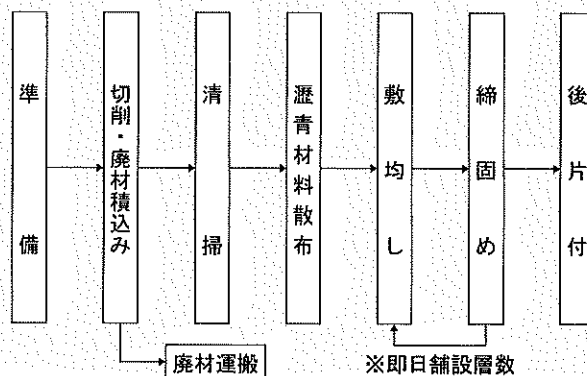 準備
切削・廃材積込み
清掃
瀝青材料散布
敷均し
締固め
後片付
廃材運搬
※即日舗設層数